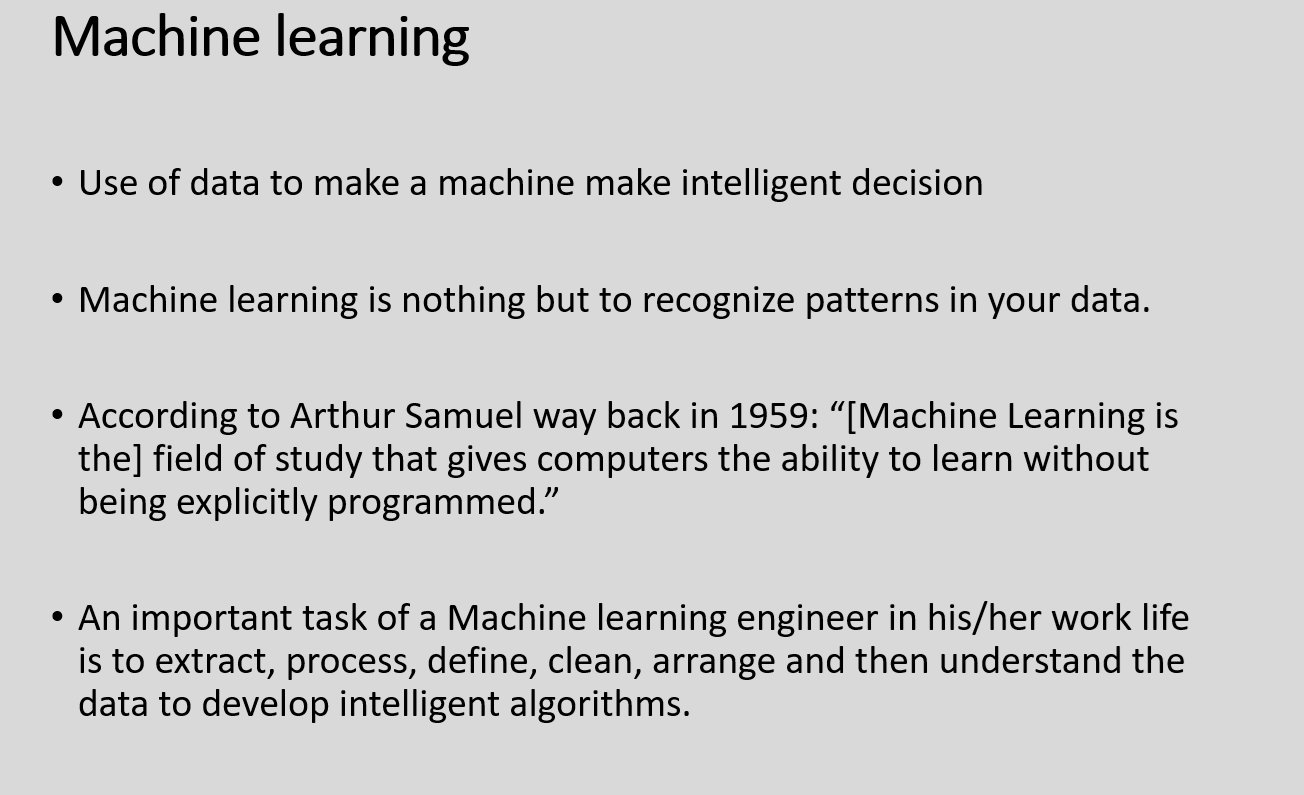 Machine learning
• Use of data to make a machine make intelligent decision
• Machine learning is nothing but to recognize patterns in your data.
• According to Arthur Samuel way back in 1959: “[Machine Learning is
the] field of study that gives computers the ability to learn without
being explicitly programmed.”
• An important task of a Machine learning engineer in his/her work life
is to extract, process, define, clean, arrange and then understand the
data to develop intelligent algorithms.